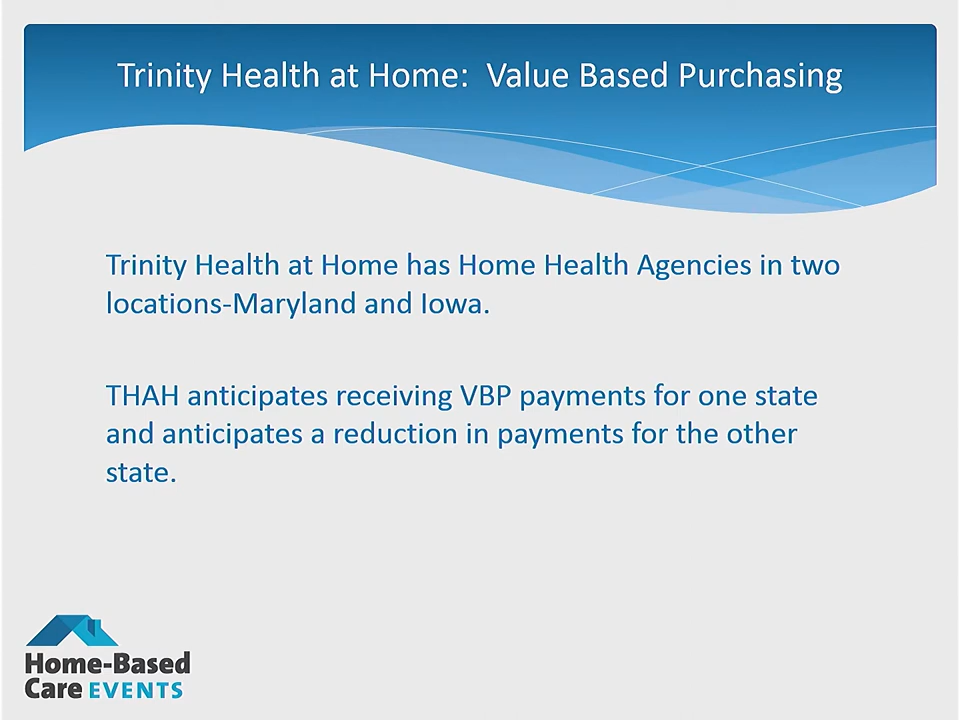 Trinity Health at Home:  Value Based Purchasing
Trinity Health at Home has Home Health Agencies in two
locations-Maryland and Iowa.
THAH anticipates receiving VBP payments for one state
and anticipates a reduction in payments for the other
state.
Home-Based
Care EVENTS